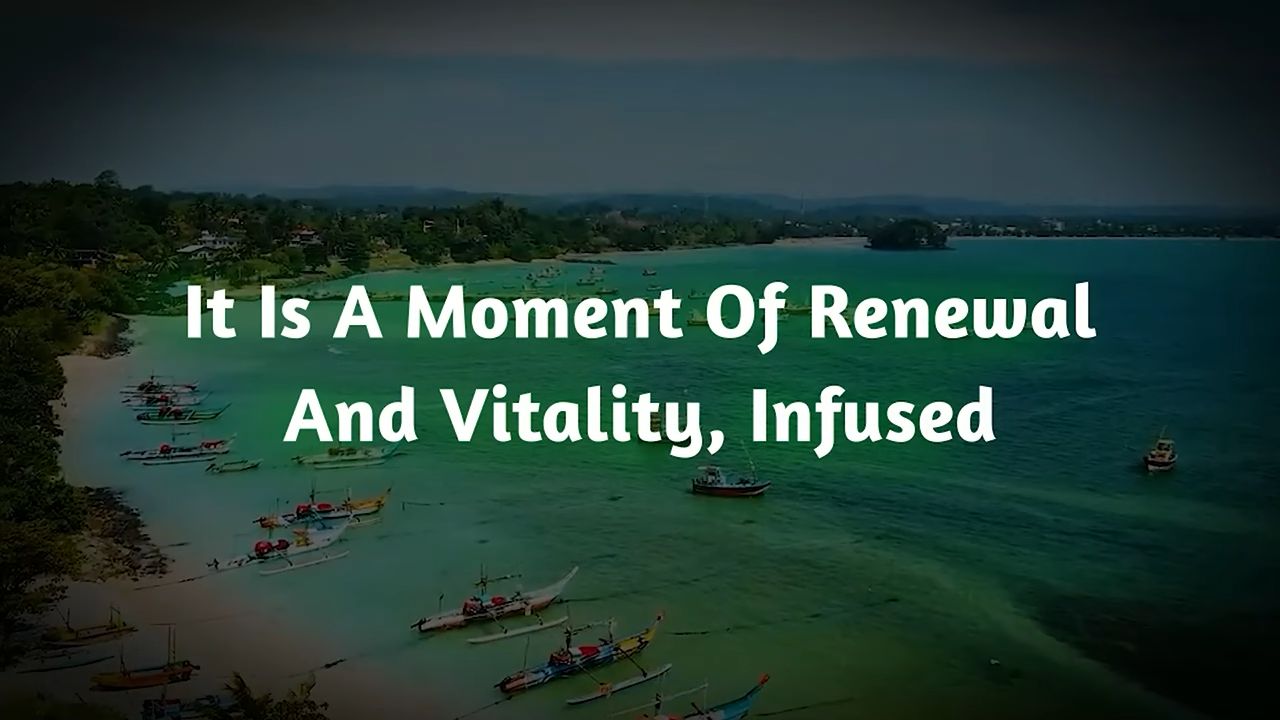 It Is A Moment Of Renewal
And Vitality, Infused